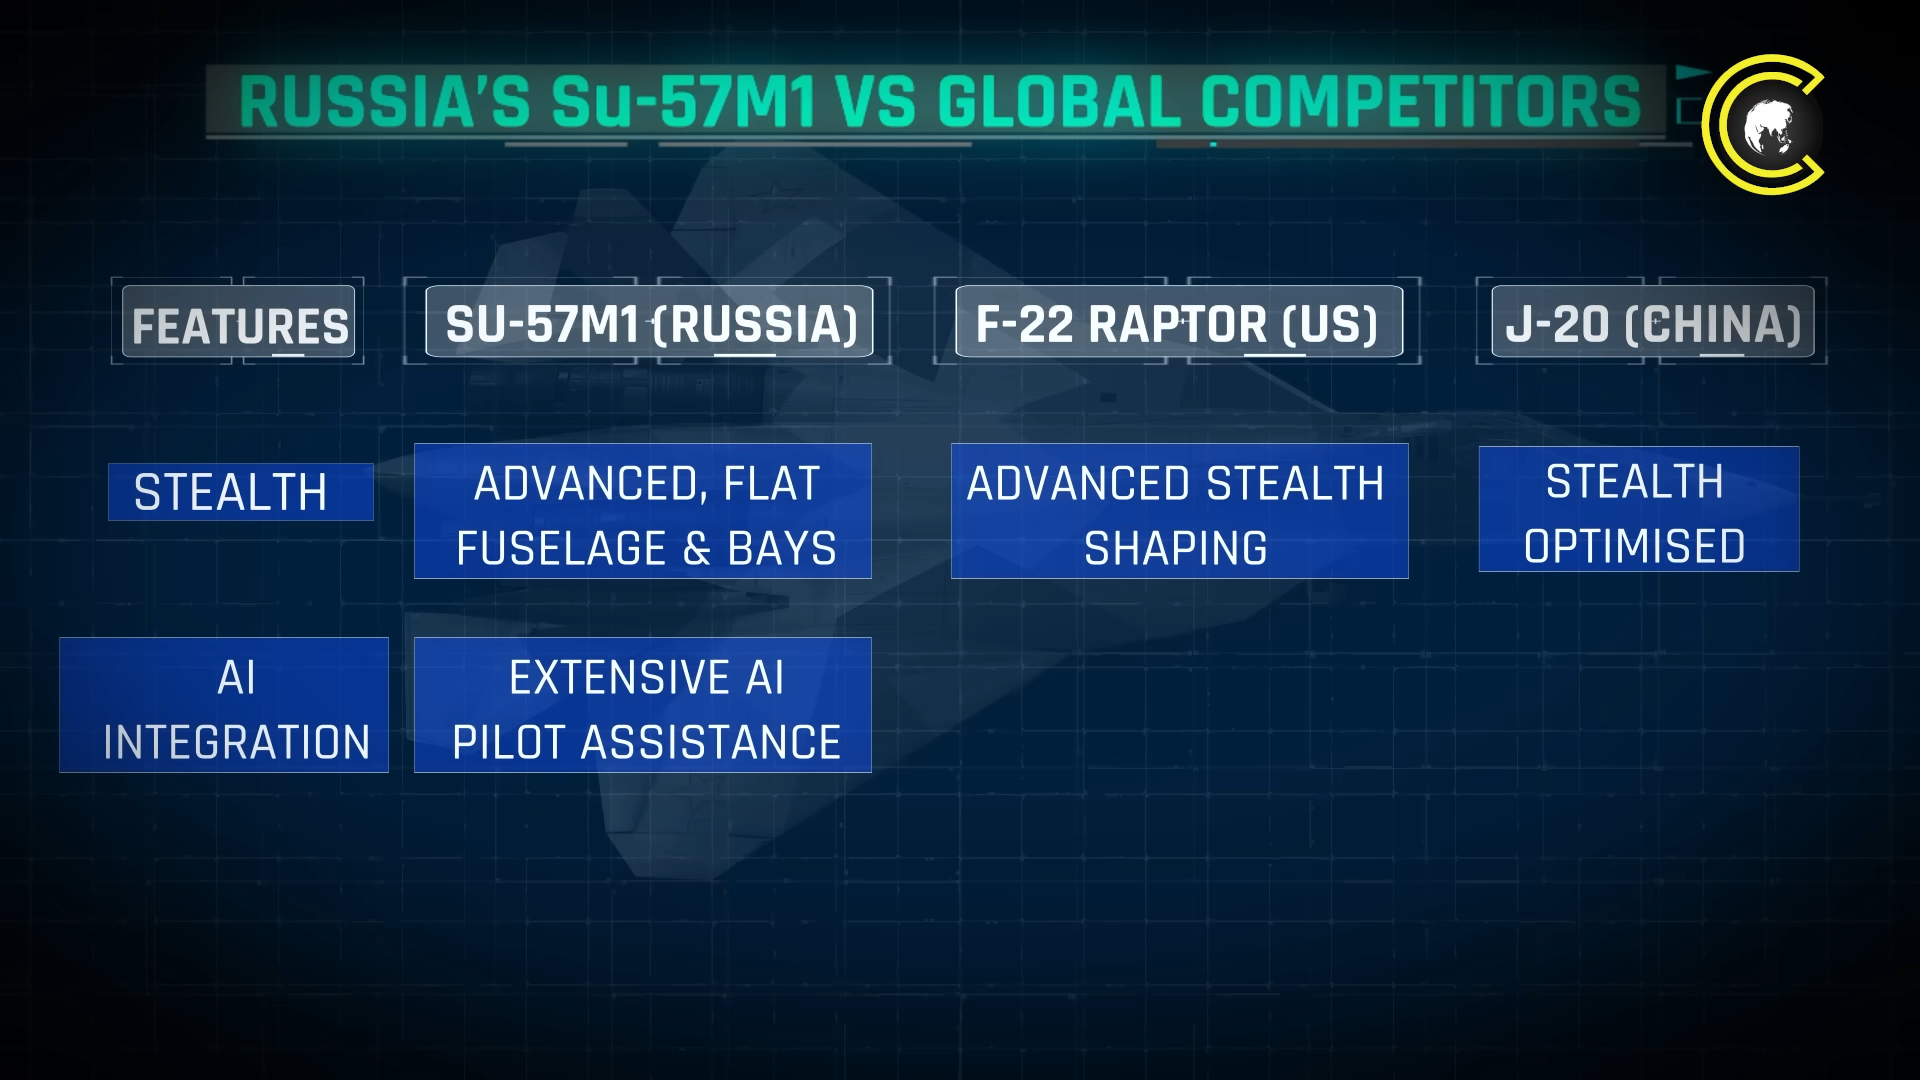 RUSSIA'S Su-57M1 VS GLOBAL COMPETITORS
FEATURES
SU-57M1 (RUSSIA)
F-22 RAPTOR (US)
J-20 (CHINA)
STEALTH
ADVANCED, FLAT
FUSELAGE & BAYS
ADVANCED STEALTH
SHAPING
STEALTH
OPTIMISED
AI
INTEGRATION
EXTENSIVE AI
PILOT ASSISTANCE